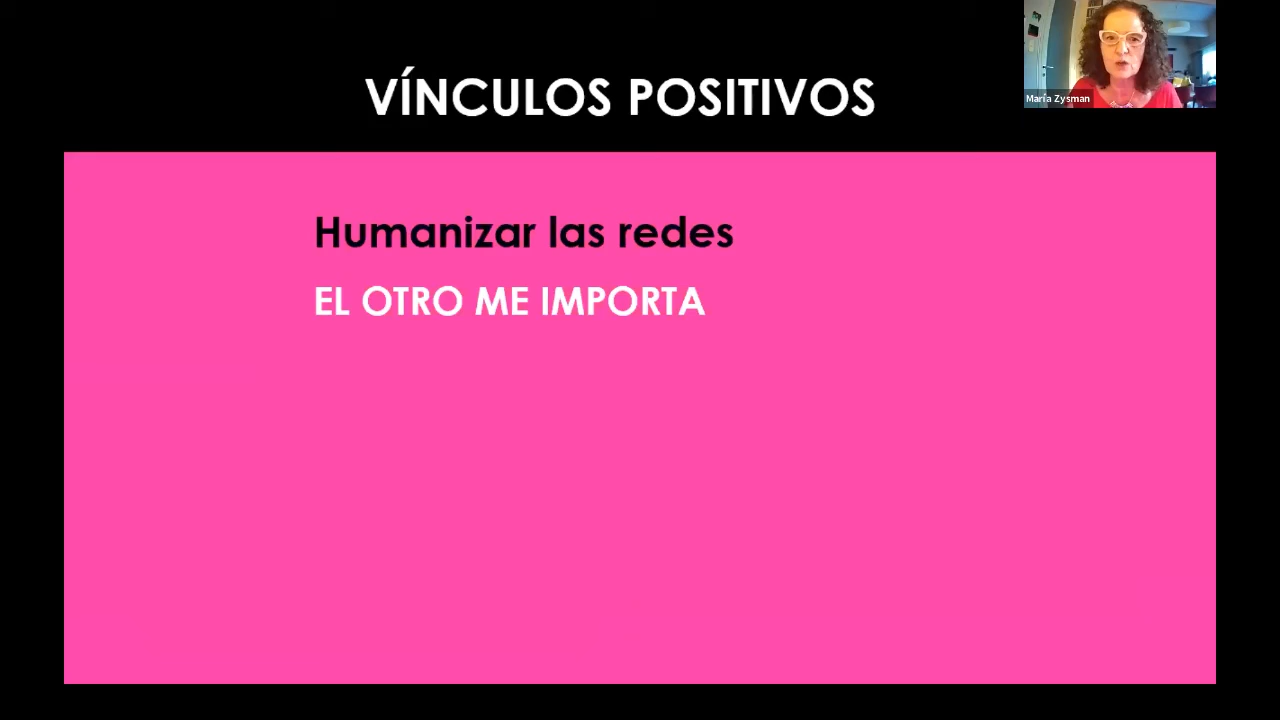 VÍNCULOS POSITIVOS
María Zysman
Humanizar las redes
EL OTRO ME IMPORTA